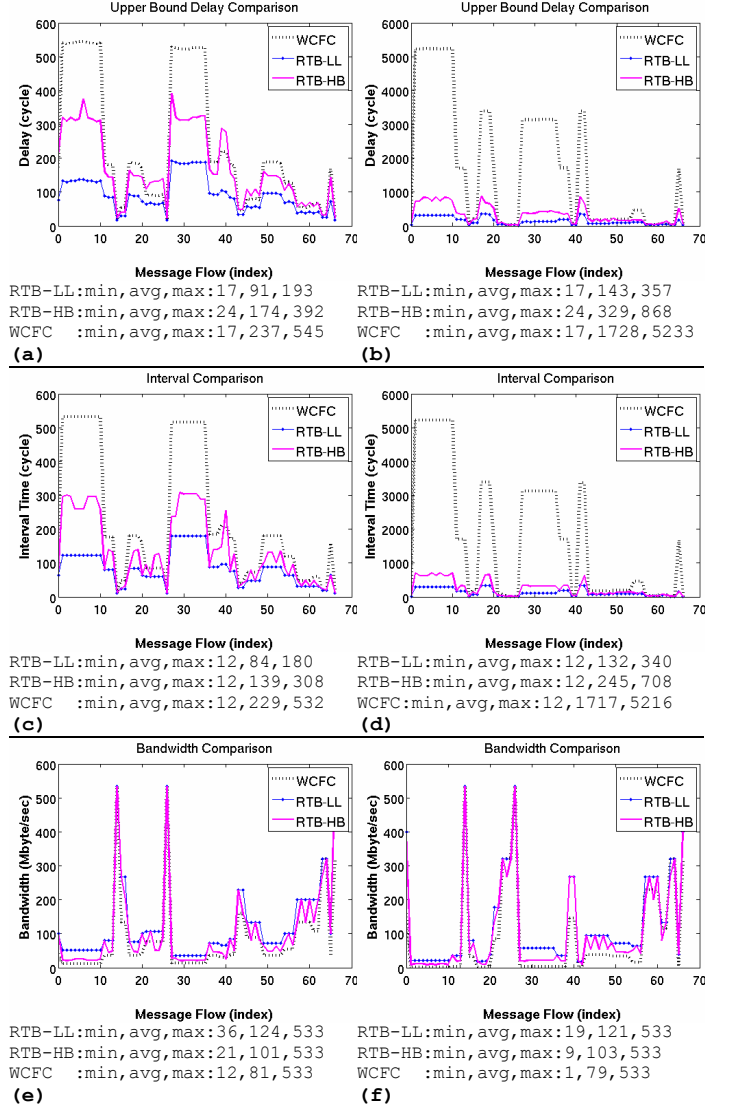 Upper Bound Delay Comparison
600
500
400
300
200
100
0
0 10 20 30 40 50 60 70
Delay (cycle)
Message Flow (index)
WCFC
RTB-LL
RTB-HB
RTB-LL:min,avg,max:17,91,193
RTB-HB:min,avg,max:24,174,392
WCFC :min,avg,max:17,237,545
(a)
Upper Bound Delay Comparison
6000
5000
4000
3000
2000
1000
0
0 10 20 30 40 50 60 70
Delay (cycle)
Message Flow (index)
WCFC
RTB-LL
RTB-HB
RTB-LL:min,avg,max:17,143,357
RTB-HB:min,avg,max:24,329,868
WCFC :min,avg,max:17,1728,5233
(b)
Interval Comparison
600
500
400
300
200
100
0
0 10 20 30 40 50 60 70
Interval Time (cycle)
Message Flow (index)
WCFC
RTB-LL
RTB-HB
RTB-LL:min,avg,max:12,84,180
RTB-HB:min,avg,max:12,139,308
WCFC :min,avg,max:12,229,532
(c)
Interval Comparison
6000
5000
4000
3000
2000
1000
0
0 10 20 30 40 50 60 70
Interval Time (cycle)
Message Flow (index)
WCFC
RTB-LL
RTB-HB
RTB-LL:min,avg,max:12,132,340
RTB-HB:min,avg,max:12,245,708
WCFC:min,avg,max:12,1717,5216
(d)
Bandwidth Comparison
600
500
400
300
200
100
0
0 10 20 30 40 50 60 70
Bandwidth (Mbyte/sec)
Message Flow (index)
WCFC
RTB-LL
RTB-HB
RTB-LL:min,avg,max:36,124,533
RTB-HB:min,avg,max:21,101,533
WCFC :min,avg,max:12,81,533
(e)
Bandwidth Comparison
600
500
400
300
200
100
0
0 10 20 30 40 50 60 70
Bandwidth (Mbyte/sec)
Message Flow (index)
WCFC
RTB-LL
RTB-HB
RTB-LL:min,avg,max:19,121,533
RTB-HB:min,avg,max:9,103,533
WCFC :min,avg,max:1,79,533
(f)